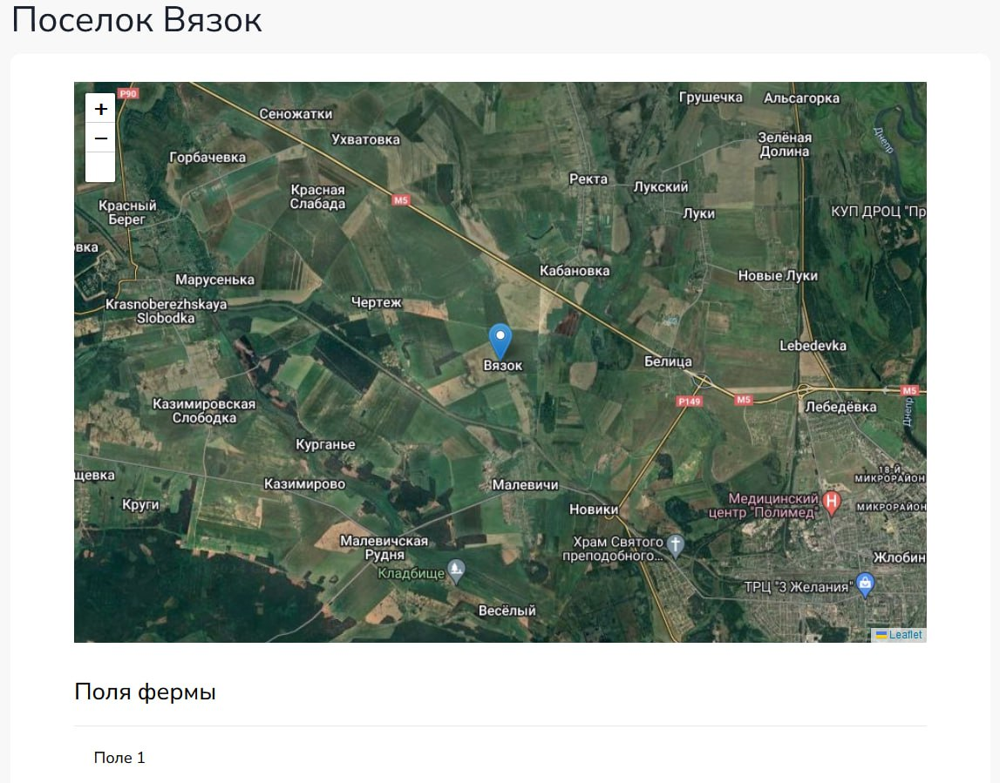 Поселок Вязок
+
−
P90
Сеножатки
Ухватовка
Грушечка
Альсагорка
Днепр
Зелёная
Долина
Горбачевка
Красная
Слабада
M5
Ректа
Лукский
Луки
КУП ДРОЦ "Пр
Красный
Берег
овка
Марусенька
Кабановка
Новые Луки
Krasnoberezhskaya
Slobodka
Чертеж
Вязок
Белица
Lebedevka
P149
M5
M5
Лебедёвка
Днепр
Казимировская
Слободка
Курганье
щевка
Казимирово
Малевичи
18-Й
МИКРОРАЙОН
Круги
Новики
Медицинский
центр "Полимед"
МИКРОРАЙОН
Малевичская
Рудня
Храм Святого
преподобного...
Жлобин
Кладбище
ТРЦ "3 Желания"
Весёлый
Leaflet
Поля фермы
Поле 1